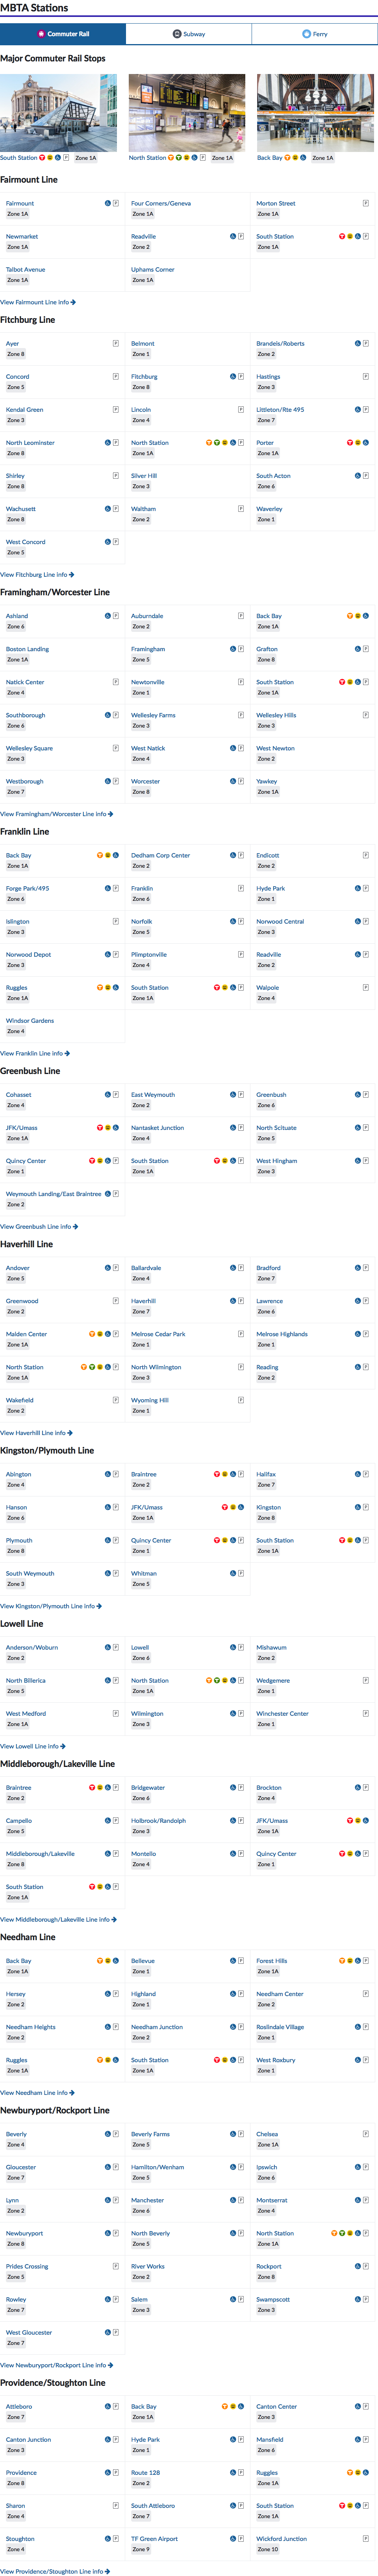 MBTA Stations
Commuter Rail
Subway
Ferry
Major Commuter Rail Stops
South Station P Zone 1A
North Station P Zone 1A
Back Bay Zone 1A
Fairmount Line
Fairmount P
Zone 1A
Four Corners/Geneva
Zone 1A
Morton Street P
Zone 1A
Newmarket
Zone 1A
Readville P
Zone 2
South Station P
Zone 1A
Talbot Avenue
Zone 1A
Uphams Corner
Zone 1A
View Fairmount Line info
Fitchburg Line
Ayer P
Zone 8
Belmont
Zone 1
Brandeis/Roberts P
Zone 2
Concord P
Zone 5
Fitchburg P
Zone 8
Hastings P
Zone 3
Kendal Green P
Zone 3
Lincoln P
Zone 4
Littleton/Rte 495 P
Zone 7
North Leominster P
Zone 8
North Station P
Zone 1A
Porter
Zone 1A
Shirley P
Zone 8
Silver Hill
Zone 3
South Acton P
Zone 6
Wachusett P
Zone 8
Waltham P
Zone 2
Waverley
Zone 1
West Concord P
Zone 5
View Fitchburg Line info
Framingham/Worcester Line
Ashland P
Zone 6
Auburndale P
Zone 2
Back Bay
Zone 1A
Boston Landing
Zone 1A
Framingham P
Zone 5
Grafton P
Zone 8
Natick Center P
Zone 4
Newtonville P
Zone 1
South Station P
Zone 1A
Southborough P
Zone 6
Wellesley Farms P
Zone 3
Wellesley Hills P
Zone 3
Wellesley Square P
Zone 3
West Natick P
Zone 4
West Newton
Zone 2
Westborough P
Zone 7
Worcester P
Zone 8
Yawkey
Zone 1A
View Framingham/Worcester Line info
Franklin Line
Back Bay
Zone 1A
Dedham Corp Center P
Zone 2
Endicott P
Zone 2
Forge Park/495 P
Zone 6
Franklin P
Zone 6
Hyde Park P
Zone 1
Islington P
Zone 3
Norfolk P
Zone 5
Norwood Central P
Zone 3
Norwood Depot P
Zone 3
Plimptonville P
Zone 4
Readville P
Zone 2
Ruggles
Zone 1A
South Station P
Zone 1A
Walpole P
Zone 4
Windsor Gardens
Zone 4
View Franklin Line info
Greenbush Line
Cohasset P
Zone 4
East Weymouth P
Zone 2
Greenbush P
Zone 6
JFK/Umass
Zone 1A
Nantasket Junction P
Zone 4
North Scituate P
Zone 5
Quincy Center P
Zone 1
South Station P
Zone 1A
West Hingham P
Zone 3
Weymouth Landing/East Braintree P
Zone 2
View Greenbush Line info
Haverhill Line
Andover P
Zone 5
Ballardvale P
Zone 4
Bradford P
Zone 7
Greenwood P
Zone 2
Haverhill P
Zone 7
Lawrence P
Zone 6
Malden Center P
Zone 1A
Melrose Cedar Park P
Zone 1
Melrose Highlands P
Zone 1
North Station P
Zone 1A
North Wilmington P
Zone 3
Reading P
Zone 2
Wakefield P
Zone 2
Wyoming Hill P
Zone 1
View Haverhill Line info
Kingston/Plymouth Line
Abington P
Zone 4
Braintree P
Zone 2
Halifax P
Zone 7
Hanson P
Zone 6
JFK/Umass
Zone 1A
Kingston P
Zone 8
Plymouth P
Zone 8
Quincy Center P
Zone 1
South Station P
Zone 1A
South Weymouth P
Zone 3
Whitman P
Zone 5
View Kingston/Plymouth Line info
Lowell Line
Anderson/Woburn P
Zone 2
Lowell P
Zone 6
Mishawum
Zone 2
North Billerica P
Zone 5
North Station P
Zone 1A
Wedgemere P
Zone 1
West Medford P
Zone 1A
Wilmington P
Zone 3
Winchester Center P
Zone 1
View Lowell Line info
Middleborough/Lakeville Line
Braintree P
Zone 2
Bridgewater P
Zone 6
Brockton P
Zone 4
Campello P
Zone 5
Holbrook/Randolph P
Zone 3
JFK/Umass
Zone 1A
Middleborough/Lakeville P
Zone 8
Montello P
Zone 4
Quincy Center P
Zone 1
South Station P
Zone 1A
View Middleborough/Lakeville Line info
Needham Line
Back Bay
Zone 1A
Bellevue P
Zone 1
Forest Hills P
Zone 1A
Hersey P
Zone 2
Highland P
Zone 1
Needham Center P
Zone 2
Needham Heights P
Zone 2
Needham Junction P
Zone 2
Roslindale Village P
Zone 1
Ruggles
Zone 1A
South Station P
Zone 1A
West Roxbury P
Zone 1
View Needham Line info
Newburyport/Rockport Line
Beverly P
Zone 4
Beverly Farms P
Zone 5
Chelsea P
Zone 1A
Gloucester P
Zone 7
Hamilton/Wenham P
Zone 5
Ipswich P
Zone 6
Lynn P
Zone 2
Manchester P
Zone 6
Montserrat P
Zone 4
Newburyport P
Zone 8
North Beverly P
Zone 5
North Station P
Zone 1A
Prides Crossing P
Zone 5
River Works
Zone 2
Rockport P
Zone 8
Rowley P
Zone 7
Salem P
Zone 3
Swampscott P
Zone 3
West Gloucester P
Zone 7
View Newburyport/Rockport Line info
Providence/Stoughton Line
Attleboro P
Zone 7
Back Bay
Zone 1A
Canton Center P
Zone 3
Canton Junction P
Zone 3
Hyde Park P
Zone 1
Mansfield P
Zone 6
Providence P
Zone 8
Route 128 P
Zone 2
Ruggles
Zone 1A
Sharon P
Zone 4
South Attleboro P
Zone 7
South Station P
Zone 1A
Stoughton P
Zone 4
TF Green Airport P
Zone 9
Wickford Junction P
Zone 10
View Providence/Stoughton Line info